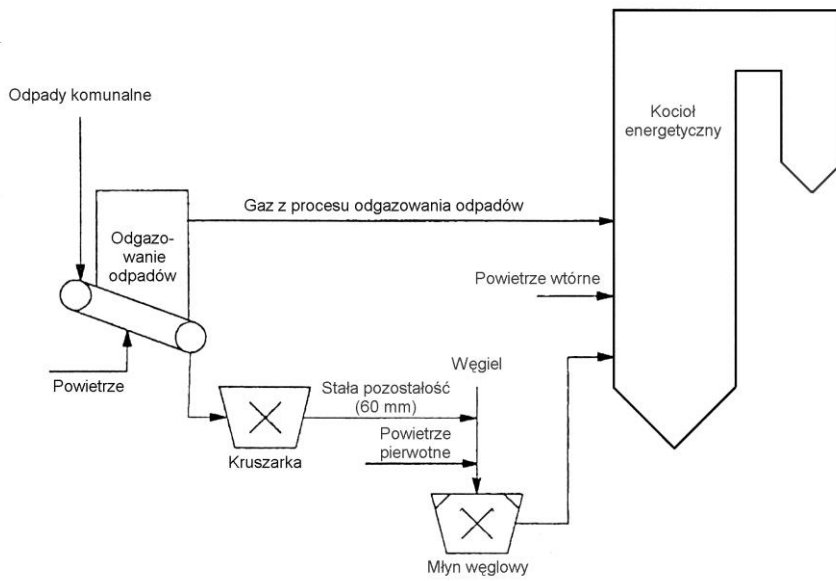 Odpady komunalne
Kocioł
energetyczny
Gaz z procesu odgazowania odpadów
Odgazo-
wanie
odpadów
Powietrze wtórne
Powietrze
Węgiel
Stała pozostałość
(60 mm)
Powietrze
pierwotne
Kruszarka
Młyn węglowy